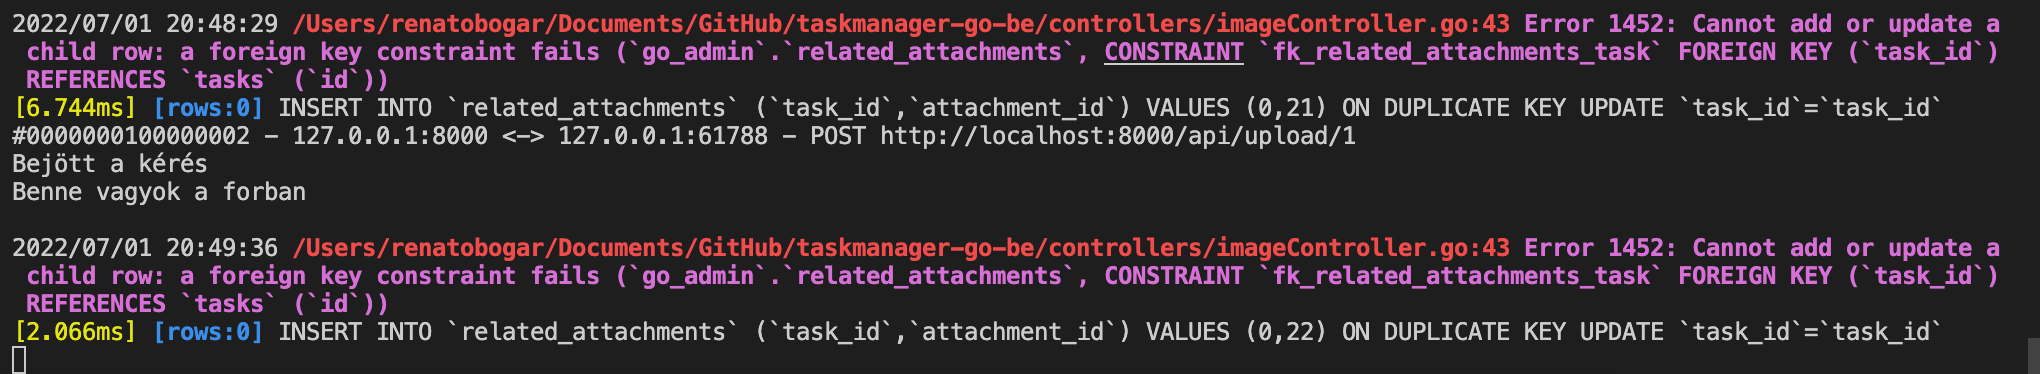 2022/07/01 20:48:29 /Users/renatobogar/Documents/GitHub/taskmanager-go-be/controllers/imageController.go:43 Error 1452: Cannot add or update a
child row: a foreign key constraint fails (`go_admin`.`related_attachments`, CONSTRAINT `fk_related_attachments_task` FOREIGN KEY (`task_id`)
REFERENCES `tasks` (`id`))
[6.744ms] [rows:0] INSERT INTO `related_attachments` (`task_id`,`attachment_id`) VALUES (0,21) ON DUPLICATE KEY UPDATE `task_id`=`task_id`
#0000000100000002 - 127.0.0.1:8000 <-> 127.0.0.1:61788 - POST http://localhost:8000/api/upload/1
Bejött a kérés
Benne vagyok a forban
2022/07/01 20:49:36 /Users/renatobogar/Documents/GitHub/taskmanager-go-be/controllers/imageController.go:43 Error 1452: Cannot add or update a
child row: a foreign key constraint fails (`go_admin`.`related_attachments`, CONSTRAINT `fk_related_attachments_task` FOREIGN KEY (`task_id`)
REFERENCES `tasks` (`id`))
[2.066ms] [rows:0] INSERT INTO `related_attachments` (`task_id`,`attachment_id`) VALUES (0,22) ON DUPLICATE KEY UPDATE `task_id`=`task_id`